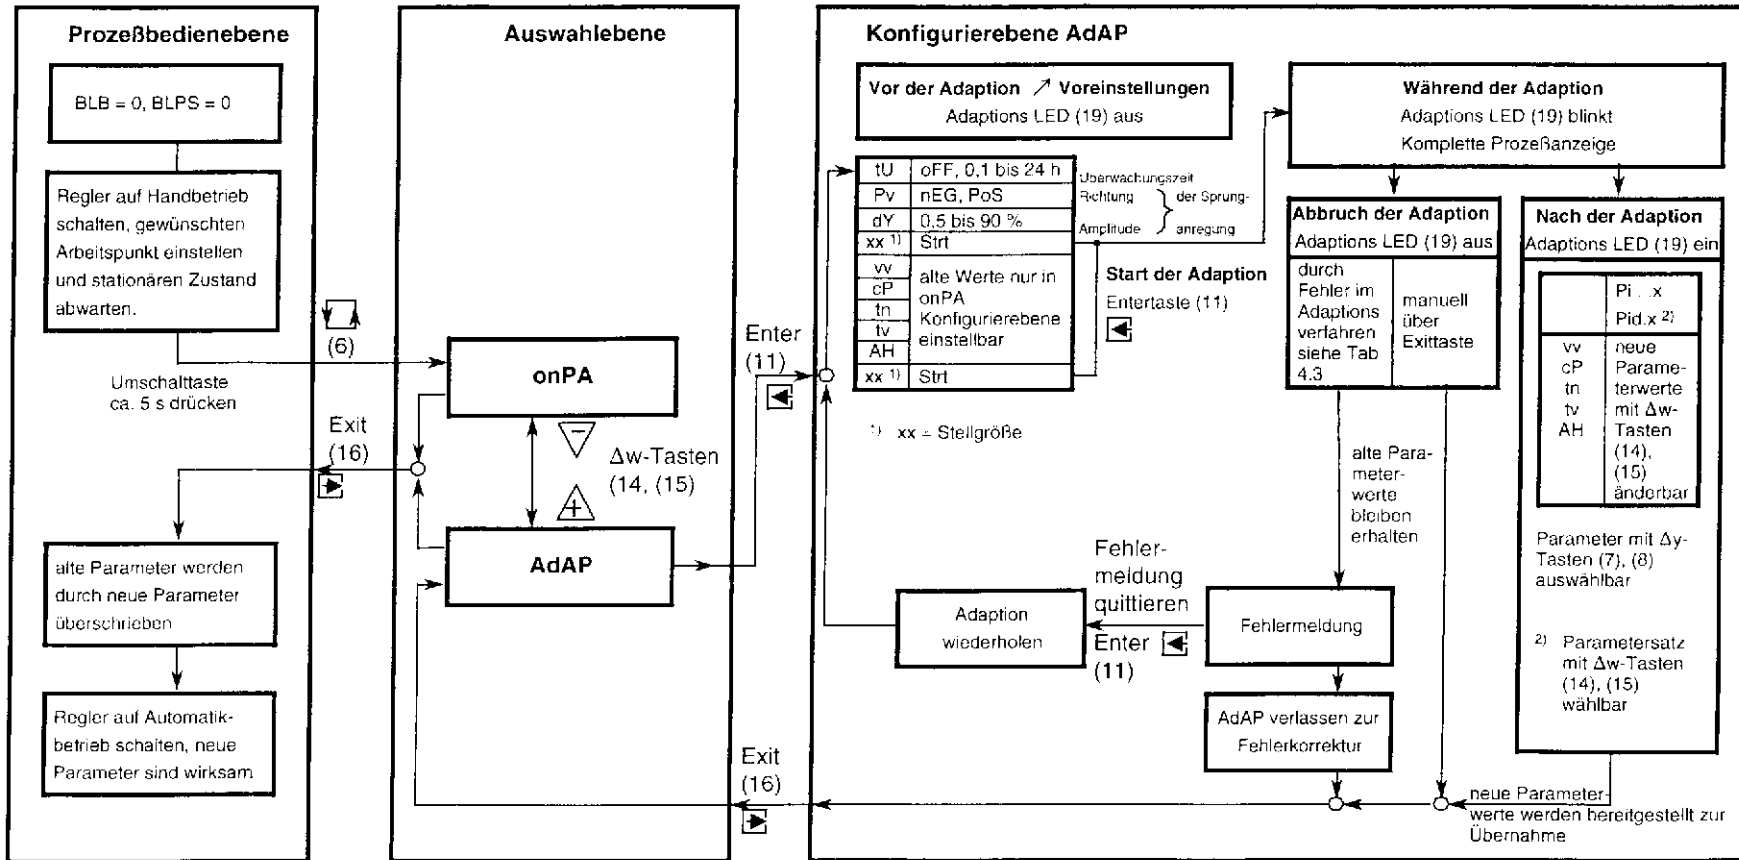 Prozeßbedienebene
BLB = 0, BLPS = 0
Regler auf Handbetrieb
schalten, gewünschten
Arbeitspunkt einstellen
und stationären Zustand
abwarten.
Umschalttaste
ca. 5 s drücken
(6)
Exit
(16)
alte Parameter werden
durch neue Parameter
überschrieben
Regler auf Automatik-
betrieb schalten, neue
Parameter sind wirksam
Auswahlebene
onPA
Δw-Tasten
(14, (15)
AdAP
Enter
(11)
Exit
(16)
Konfigurierebene AdAP
Vor der Adaption ↗ Voreinstellungen
Adaptions LED (19) aus
tU oFF, 0,1 bis 24 h
Pv nEG, PoS
dY 0,5 bis 90 %
xx 1) Strt
vv
cP
tn
tv
AH
alte Werte nur in
onPA
Konfigurierebene
einstellbar
xx 1) Strt
1) xx = Stellgröße
Überwachungszeit
Richtung
Amplitude
der Sprung-
anregung
Start der Adaption
Entertaste (11)
Während der Adaption
Adaptions LED (19) blinkt
Komplette Prozeßanzeige
Abbruch der Adaption
Adaptions LED (19) aus
durch
Fehler im
Adaptions
verfahren
siehe Tab
4.3
manuell
über
Exittaste
alte Para-
meter-
werte
bleiben
erhalten
Nach der Adaption
Adaptions LED (19) ein
Pi . .x
Pid.x 2)
vv
cP
tn
tv
AH
neue
Parame-
terwerte
mit Δw-
Tasten
(14),
(15)
änderbar
Parameter mit Δy-
Tasten (7), (8)
auswählbar
2) Parametersatz
mit Δw-Tasten
(14), (15)
wählbar
Fehler-
meldung
quittieren
Enter
(11)
Adaption
wiederholen
Fehlermeldung
AdAP verlassen zur
Fehlerkorrektur
neue Parameter-
werte werden bereitgestellt zur
Übernahme